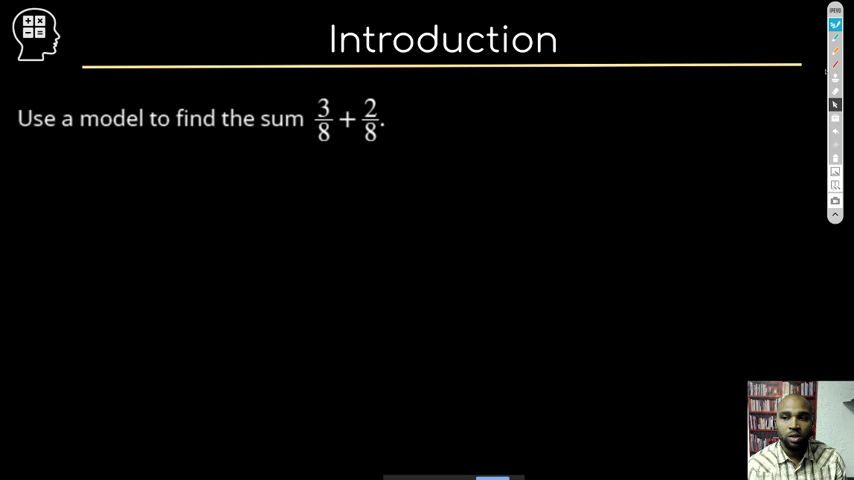 Introduction
Use a model to find the sum 3/8 + 2/8.